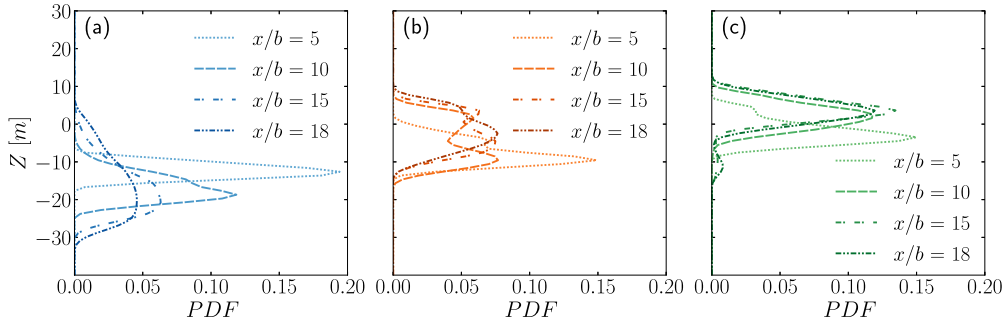 (a)
x/b = 5
x/b = 10
x/b = 15
x/b = 18
30
20
10
0
−10
−20
−30
Z [m]
0.00 0.05 0.10 0.15 0.20
PDF
(b)
x/b = 5
x/b = 10
x/b = 15
x/b = 18
0.00 0.05 0.10 0.15 0.20
PDF
(c)
x/b = 5
x/b = 10
x/b = 15
x/b = 18
0.00 0.05 0.10 0.15 0.20
PDF